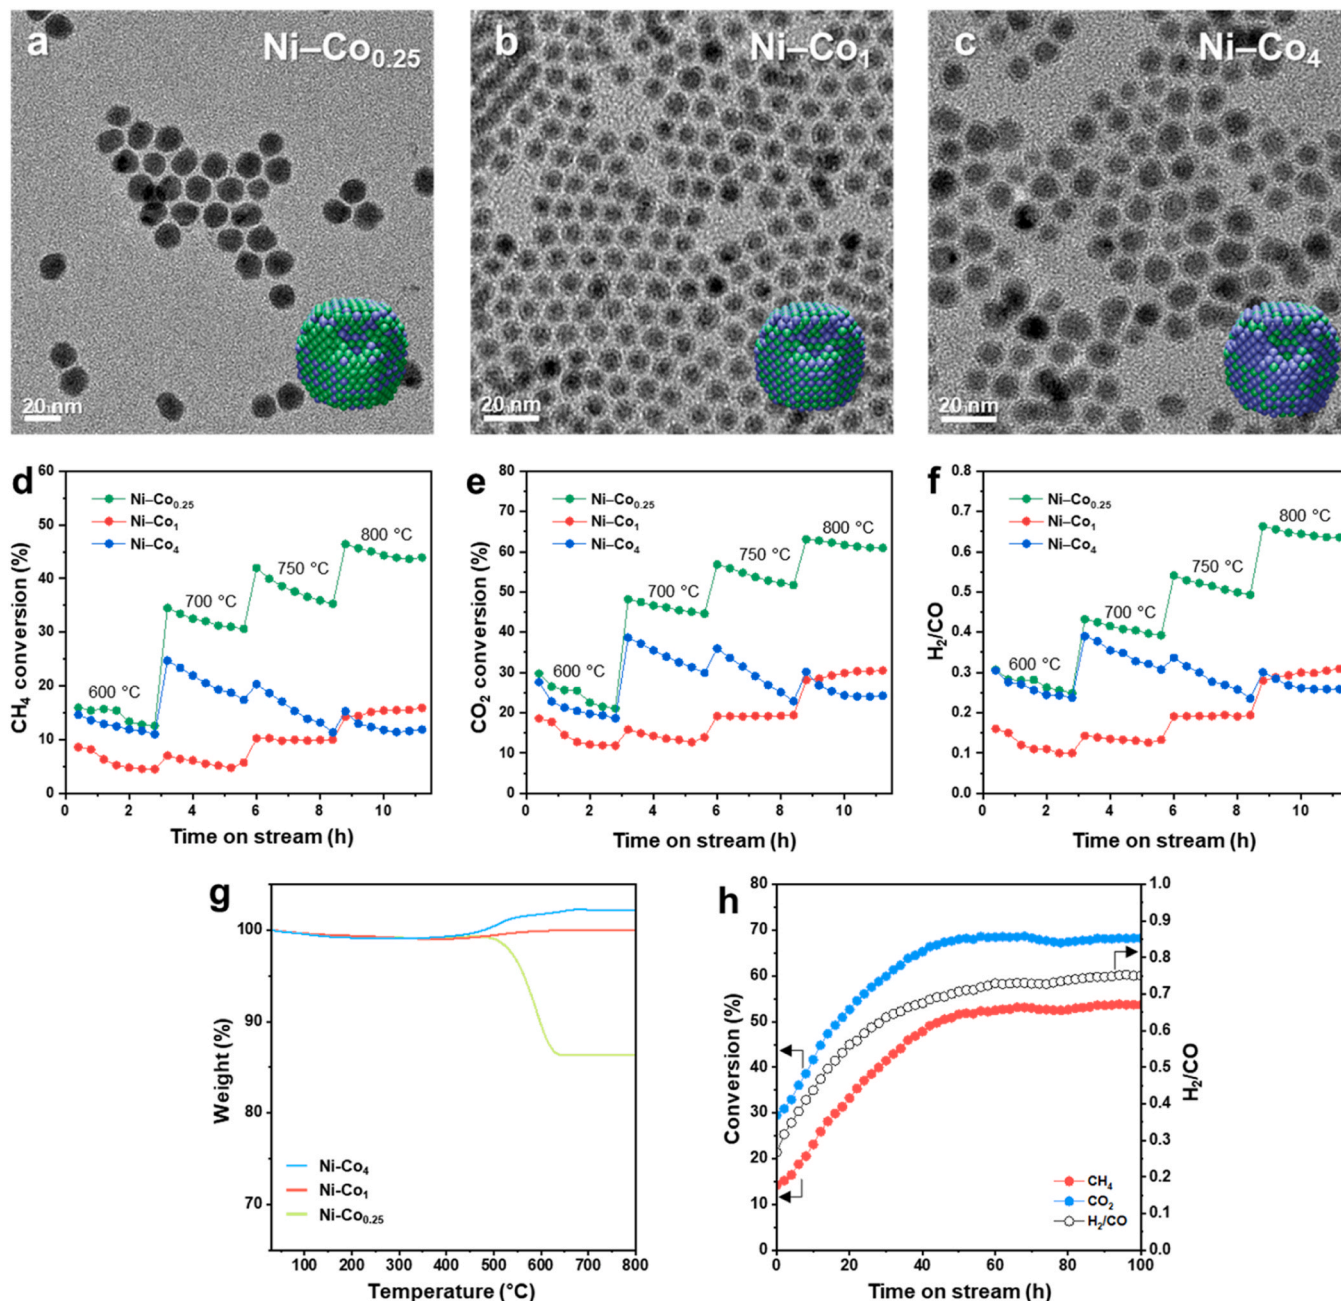 a
Ni–Co0.25
20 nm
b
Ni–Co1
20 nm
c
Ni–Co4
20 nm
d
60
50
40
30
20
10
0
CH4 conversion (%)
Ni–Co0.25
Ni–Co1
Ni–Co4
600 °C
700 °C
750 °C
800 °C
0 2 4 6 8 10
Time on stream (h)
e
80
70
60
50
40
30
20
10
0
CO2 conversion (%)
Ni–Co0.25
Ni–Co1
Ni–Co4
600 °C
700 °C
750 °C
800 °C
0 2 4 6 8 10
Time on stream (h)
f
0.8
0.7
0.6
0.5
0.4
0.3
0.2
0.1
0.0
H2/CO
Ni–Co0.25
Ni–Co1
Ni–Co4
600 °C
700 °C
750 °C
800 °C
0 2 4 6 8 10
Time on stream (h)
g
100
90
80
70
Weight (%)
Ni-Co4
Ni-Co1
Ni-Co0.25
100 200 300 400 500 600 700 800
Temperature (°C)
h
80
70
60
50
40
30
20
10
0
Conversion (%)
1.0
0.9
0.8
0.7
0.6
0.5
0.4
0.3
0.2
0.1
0.0
H2/CO
CH4
CO2
H2/CO
0 20 40 60 80 100
Time on stream (h)